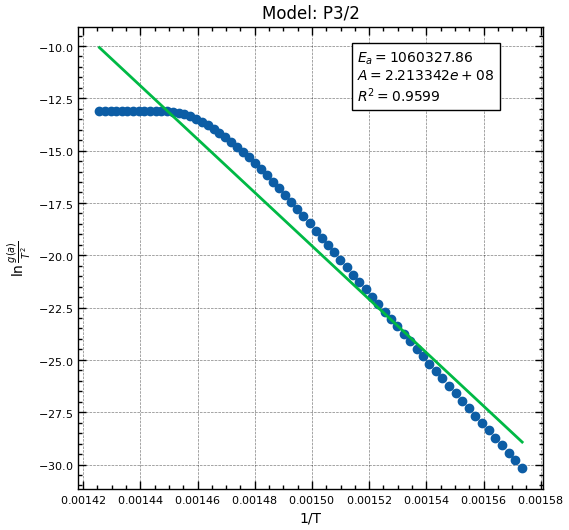 Model: P3/2
E_a = 1060327.86
A = 2.213342e + 08
R² = 0.9599
−10.0
−12.5
−15.0
−17.5
−20.0
−22.5
−25.0
−27.5
−30.0
ln g(a)/T²
0.00142 0.00144 0.00146 0.00148 0.00150 0.00152 0.00154 0.00156 0.00158
1/T